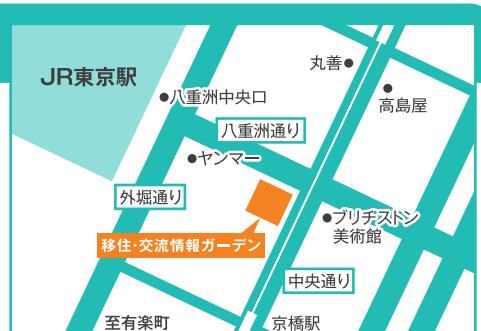 丸善
JR東京駅
八重洲中央口
高島屋
八重洲通り
ヤンマー
外堀通り
ブリヂストン
美術館
移住・交流情報ガーデン
中央通り
至有楽町
京橋駅